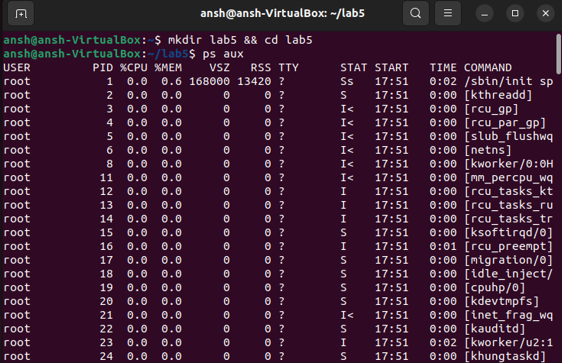 ansh@ansh-VirtualBox: ~/lab5
ansh@ansh-VirtualBox:~$ mkdir lab5 && cd lab5
ansh@ansh-VirtualBox:~/lab5$ ps aux
USER PID %CPU %MEM VSZ RSS TTY STAT START TIME COMMAND
root 1 0.0 0.6 168000 13420 ? Ss 17:51 0:02 /sbin/init sp
root 2 0.0 0.0 0 0 ? S 17:51 0:00 [kthreadd]
root 3 0.0 0.0 0 0 ? I< 17:51 0:00 [rcu_gp]
root 4 0.0 0.0 0 0 ? I< 17:51 0:00 [rcu_par_gp]
root 5 0.0 0.0 0 0 ? I< 17:51 0:00 [slub_flushwq
root 6 0.0 0.0 0 0 ? I< 17:51 0:00 [netns]
root 8 0.0 0.0 0 0 ? I< 17:51 0:00 [kworker/0:0H
root 11 0.0 0.0 0 0 ? I< 17:51 0:00 [mm_percpu_wq
root 12 0.0 0.0 0 0 ? I 17:51 0:00 [rcu_tasks_kt
root 13 0.0 0.0 0 0 ? I 17:51 0:00 [rcu_tasks_ru
root 14 0.0 0.0 0 0 ? I 17:51 0:00 [rcu_tasks_tr
root 15 0.0 0.0 0 0 ? S 17:51 0:00 [ksoftirqd/0]
root 16 0.0 0.0 0 0 ? I 17:51 0:01 [rcu_preempt]
root 17 0.0 0.0 0 0 ? S 17:51 0:00 [migration/0]
root 18 0.0 0.0 0 0 ? S 17:51 0:00 [idle_inject/
root 19 0.0 0.0 0 0 ? S 17:51 0:00 [cpuhp/0]
root 20 0.0 0.0 0 0 ? S 17:51 0:00 [kdevtmpfs]
root 21 0.0 0.0 0 0 ? I< 17:51 0:00 [inet_frag_wq
root 22 0.0 0.0 0 0 ? S 17:51 0:00 [kauditd]
root 23 0.0 0.0 0 0 ? I 17:51 0:02 [kworker/u2:1
root 24 0.0 0.0 0 0 ? S 17:51 0:00 [khungtaskd]